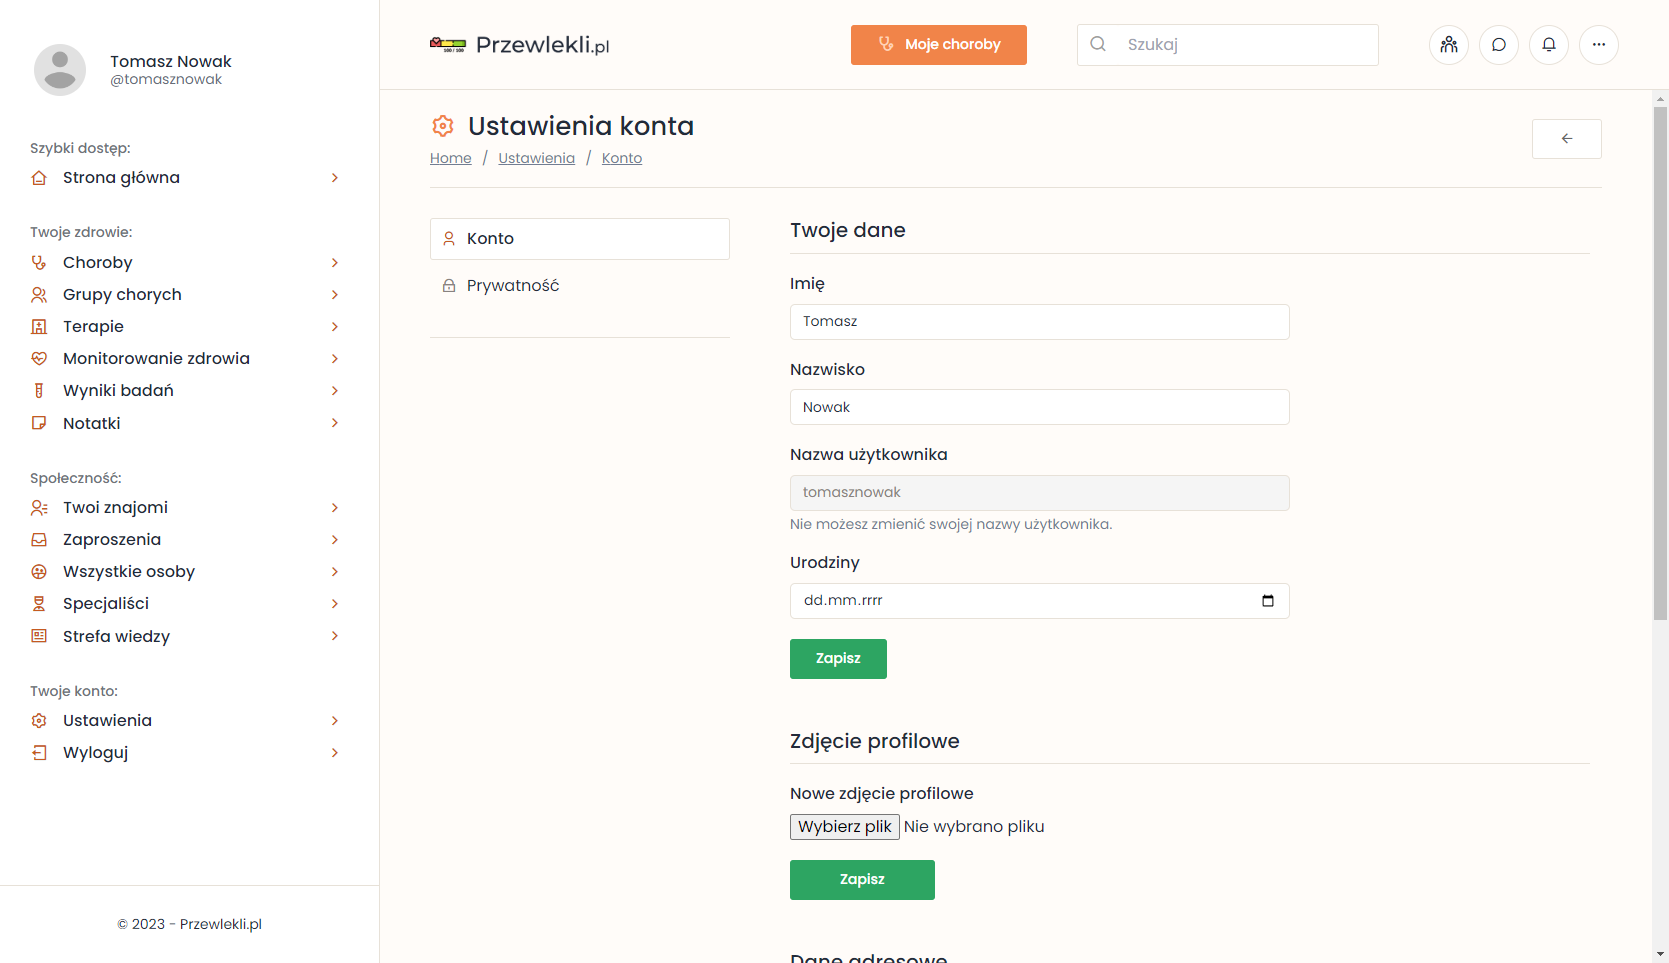 Tomasz Nowak
@tomasznowak
Szybki dostęp:
Strona główna
Twoje zdrowie:
Choroby
Grupy chorych
Terapie
Monitorowanie zdrowia
Wyniki badań
Notatki
Społeczność:
Twoi znajomi
Zaproszenia
Wszystkie osoby
Specjaliści
Strefa wiedzy
Twoje konto:
Ustawienia
Wyloguj
© 2023 - Przewlekli.pl
100 / 100
Przewlekli.pl
Moje choroby
Szukaj
Ustawienia konta
Home / Ustawienia / Konto
Konto
Prywatność
Twoje dane
Imię
Tomasz
Nazwisko
Nowak
Nazwa użytkownika
tomasznowak
Nie możesz zmienić swojej nazwy użytkownika.
Urodziny
dd.mm.rrrr
Zapisz
Zdjęcie profilowe
Nowe zdjęcie profilowe
Wybierz plik Nie wybrano pliku
Zapisz
Dane adresowe